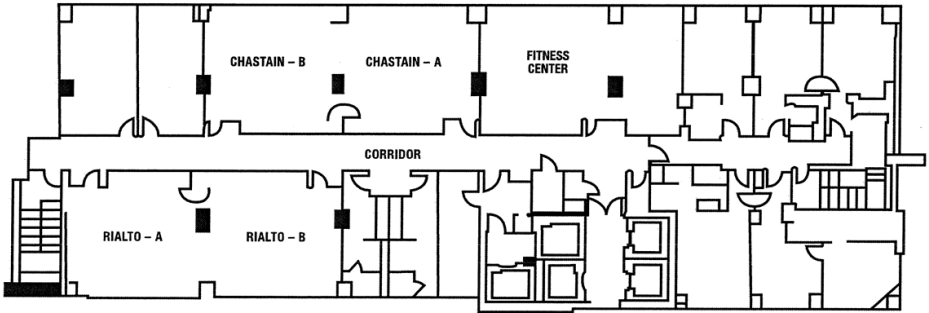 CHASTAIN – B
CHASTAIN – A
FITNESS
CENTER
CORRIDOR
RIALTO – A
RIALTO – B